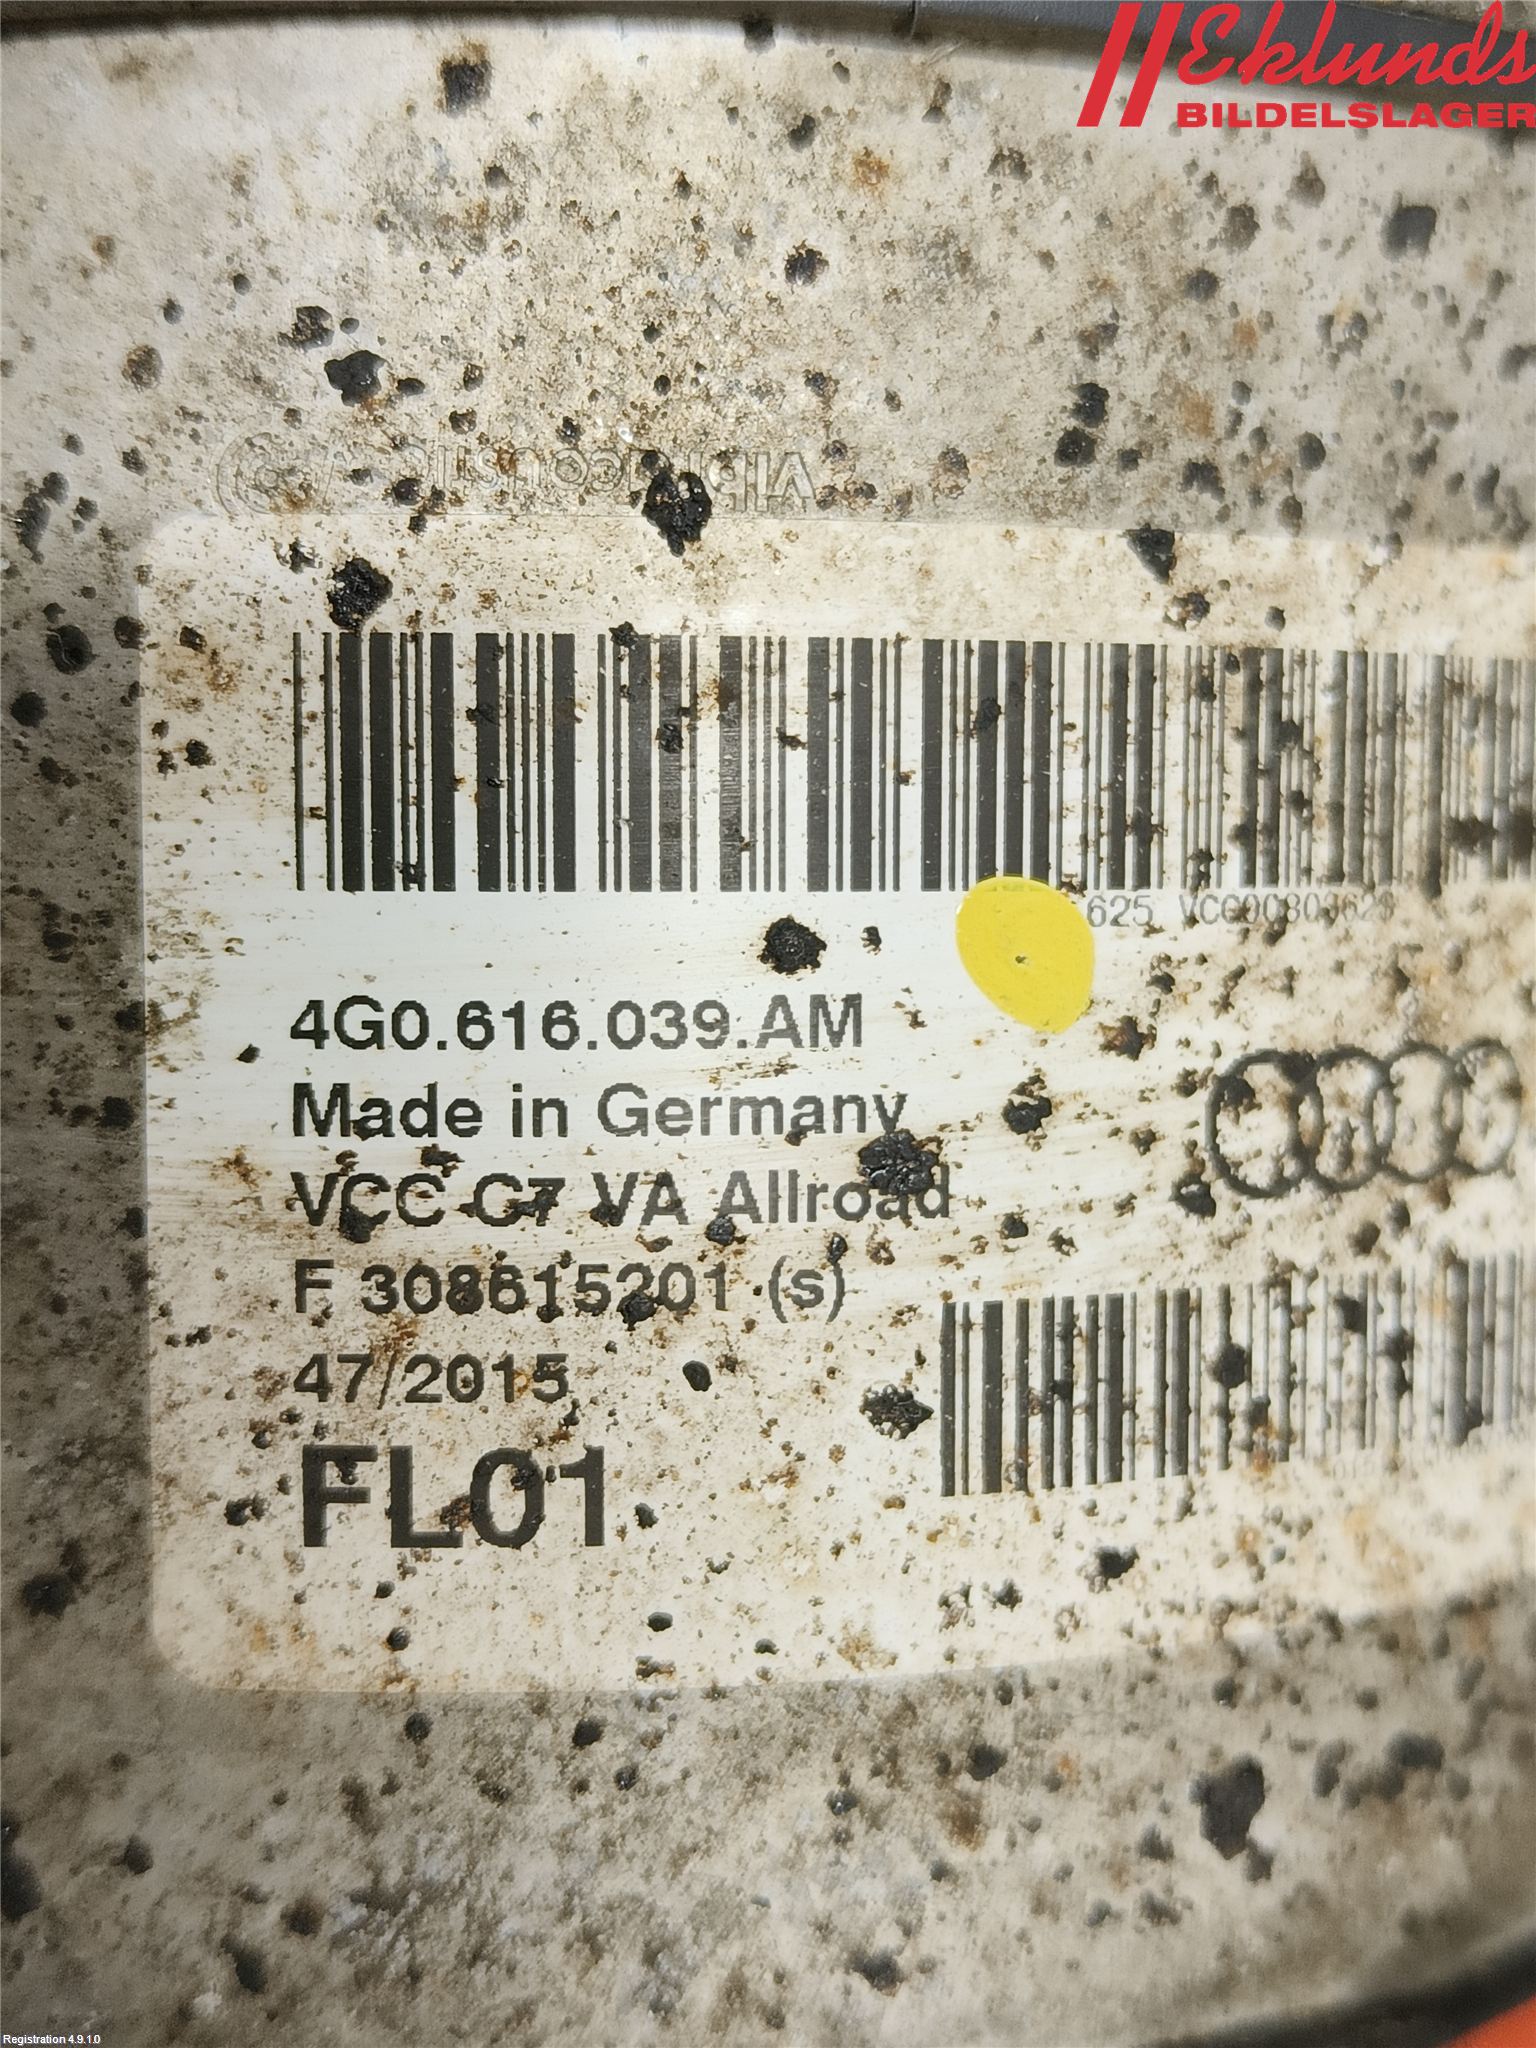 Eklunds
BILDELSLAGER
625
4G0.616.039.AM
Made in Germany
VCC C7 VA Allroad
F 308615201 (s)
47/2015
FL01
Registration 4.9.1.0